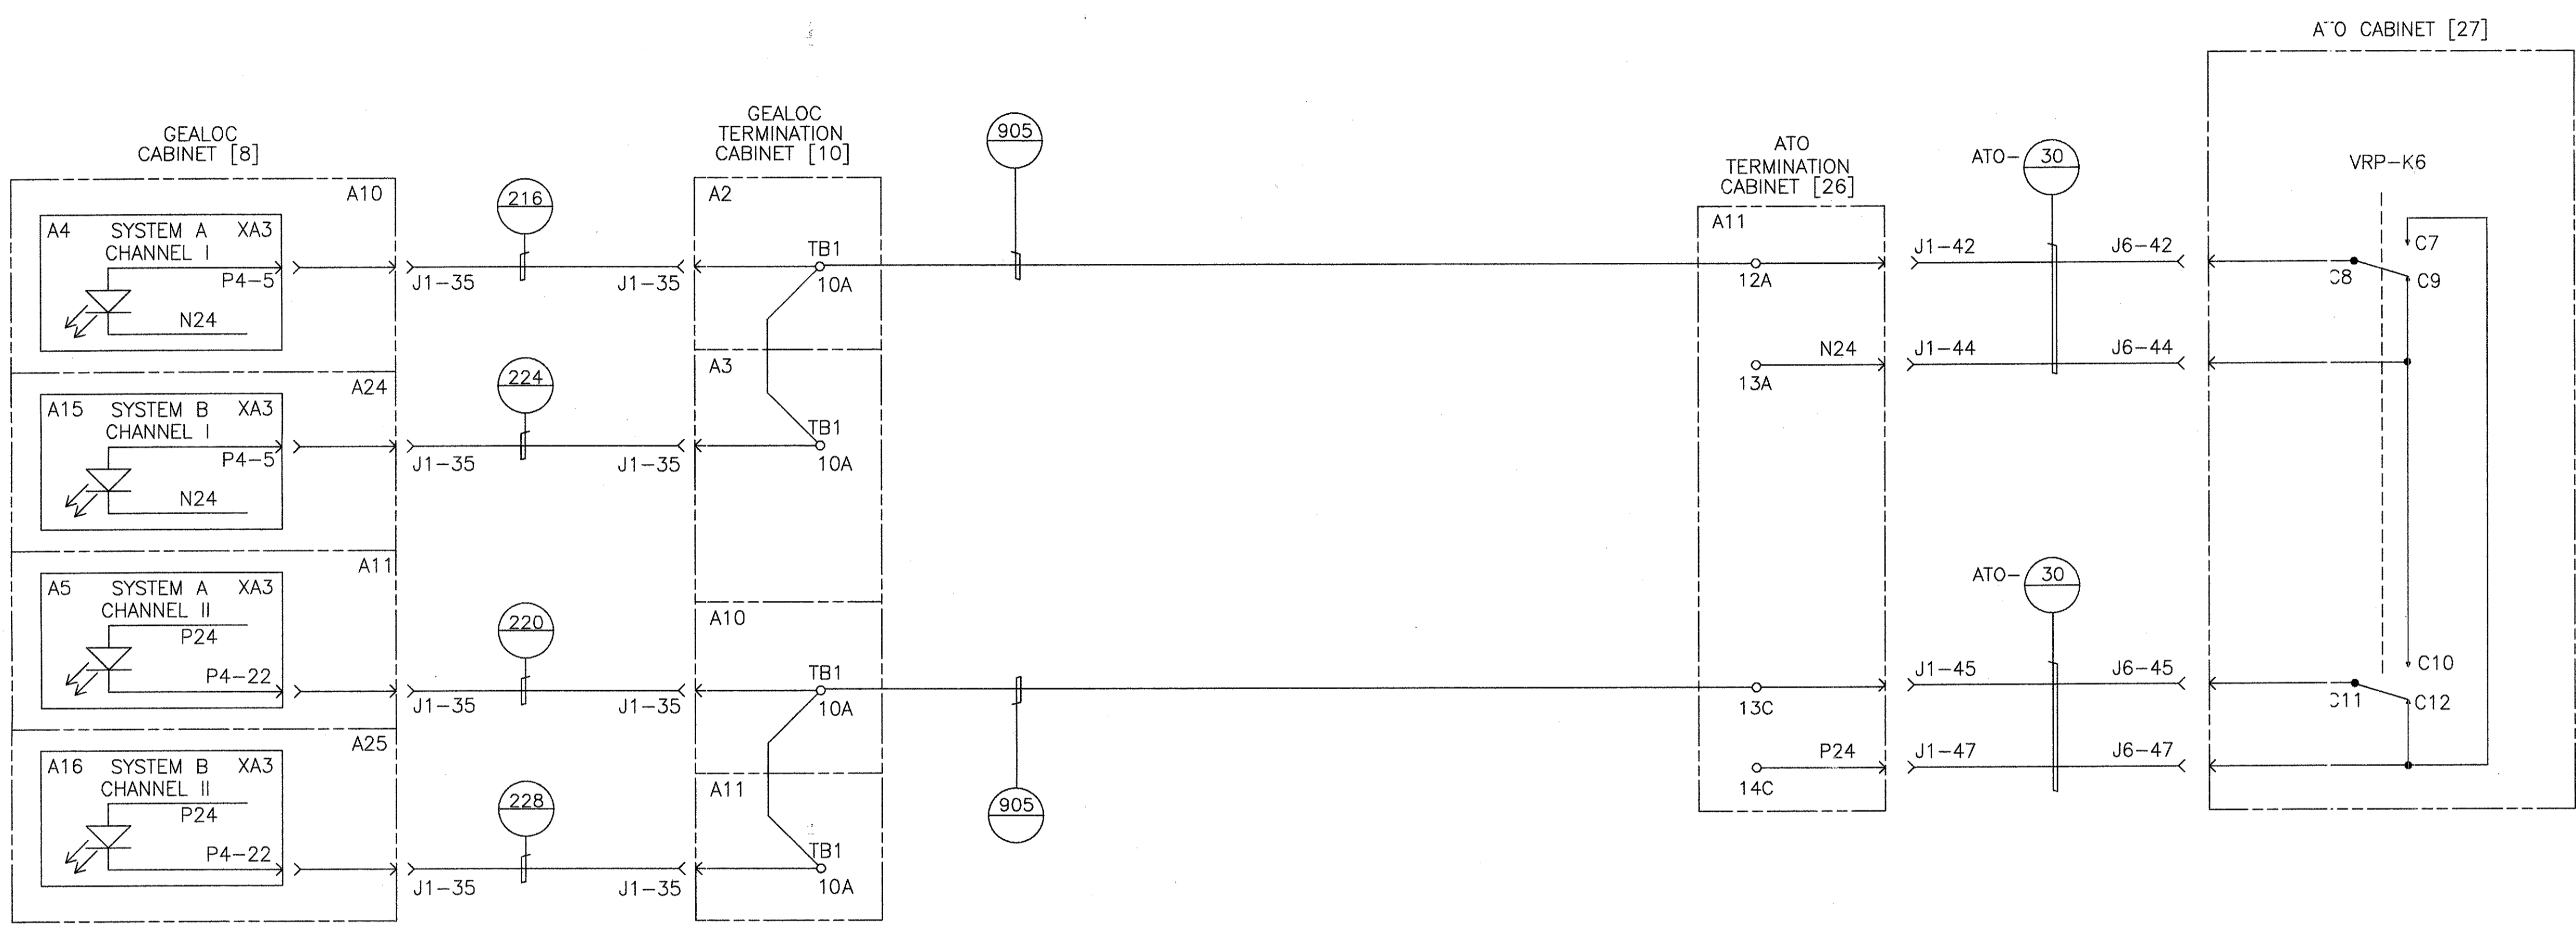 GEALOC
CABINET [8]
A10
A4 SYSTEM A XA3
CHANNEL I
P4-5
N24
A24
A15 SYSTEM B XA3
CHANNEL I
P4-5
N24
A11
A5 SYSTEM A XA3
CHANNEL II
P24
P4-22
A25
A16 SYSTEM B XA3
CHANNEL II
P24
P4-22
216
J1-35 J1-35
224
J1-35 J1-35
220
J1-35 J1-35
228
J1-35 J1-35
GEALOC
TERMINATION
CABINET [10]
A2
TB1
10A
A3
TB1
10A
A10
TB1
10A
A11
TB1
10A
905
905
ATO
TERMINATION
CABINET [26]
A11
12A
N24
13A
13C
P24
14C
ATO- 30
J1-42 J6-42
J1-44 J6-44
ATO- 30
J1-45 J6-45
J1-47 J6-47
CABINET [27]
VRP-K6
C7
C8
C9
C10
C11
C12